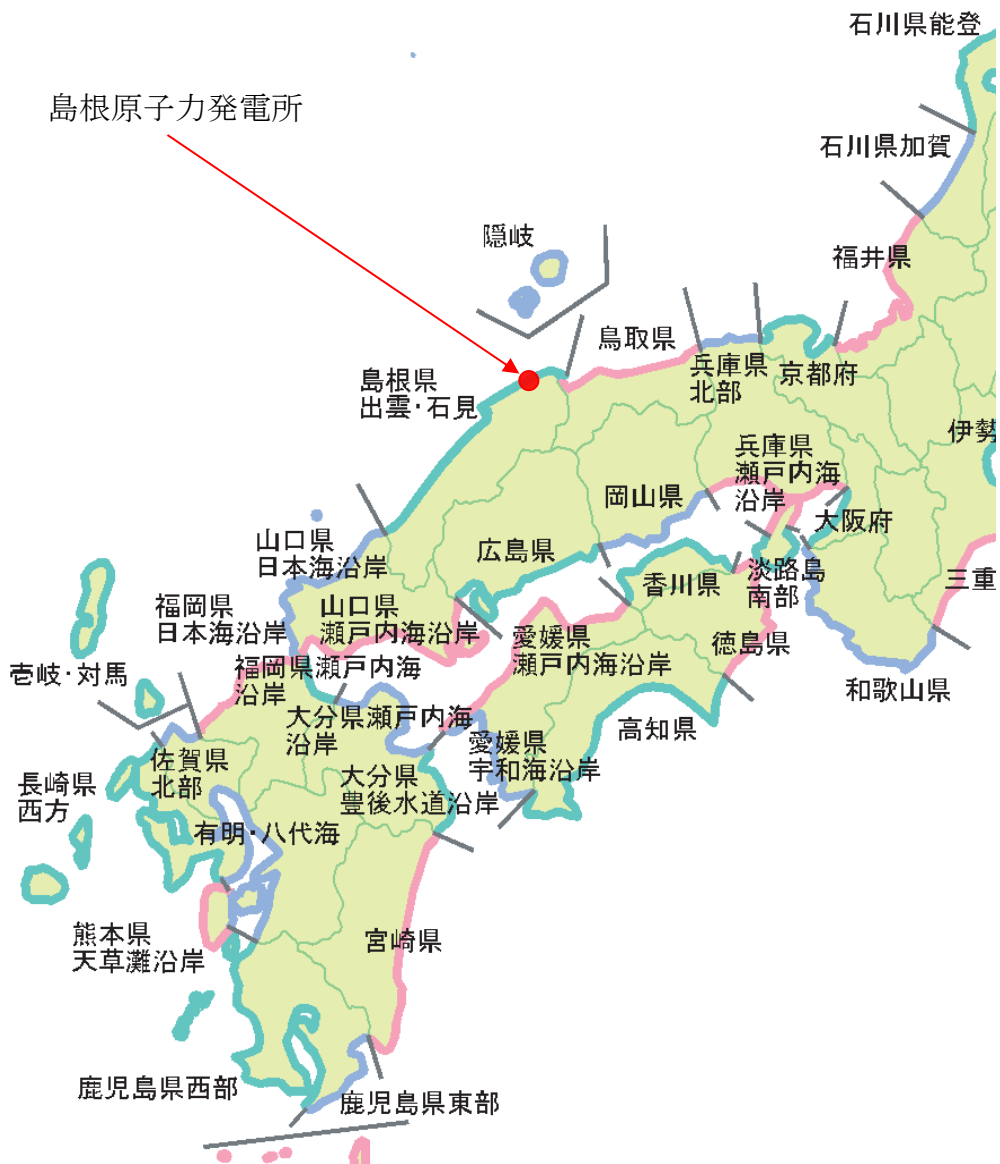 石川県能登
島根原子力発電所
石川県加賀
隠岐
福井県
鳥取県
兵庫県
北部
京都府
島根県
出雲・石見
伊勢
兵庫県
瀬戸内海
沿岸
岡山県
大阪府
山口県
日本海沿岸
広島県
香川県
淡路島
南部
三重
福岡県
日本海沿岸
山口県
瀬戸内海沿岸
愛媛県
瀬戸内海沿岸
徳島県
壱岐・対馬
福岡県瀬戸内海
沿岸
和歌山県
大分県瀬戸内海
沿岸
高知県
愛媛県
宇和海沿岸
佐賀県
北部
長崎県
西方
大分県
豊後水道沿岸
有明・八代海
熊本県
天草灘沿岸
宮崎県
鹿児島県西部
鹿児島県東部